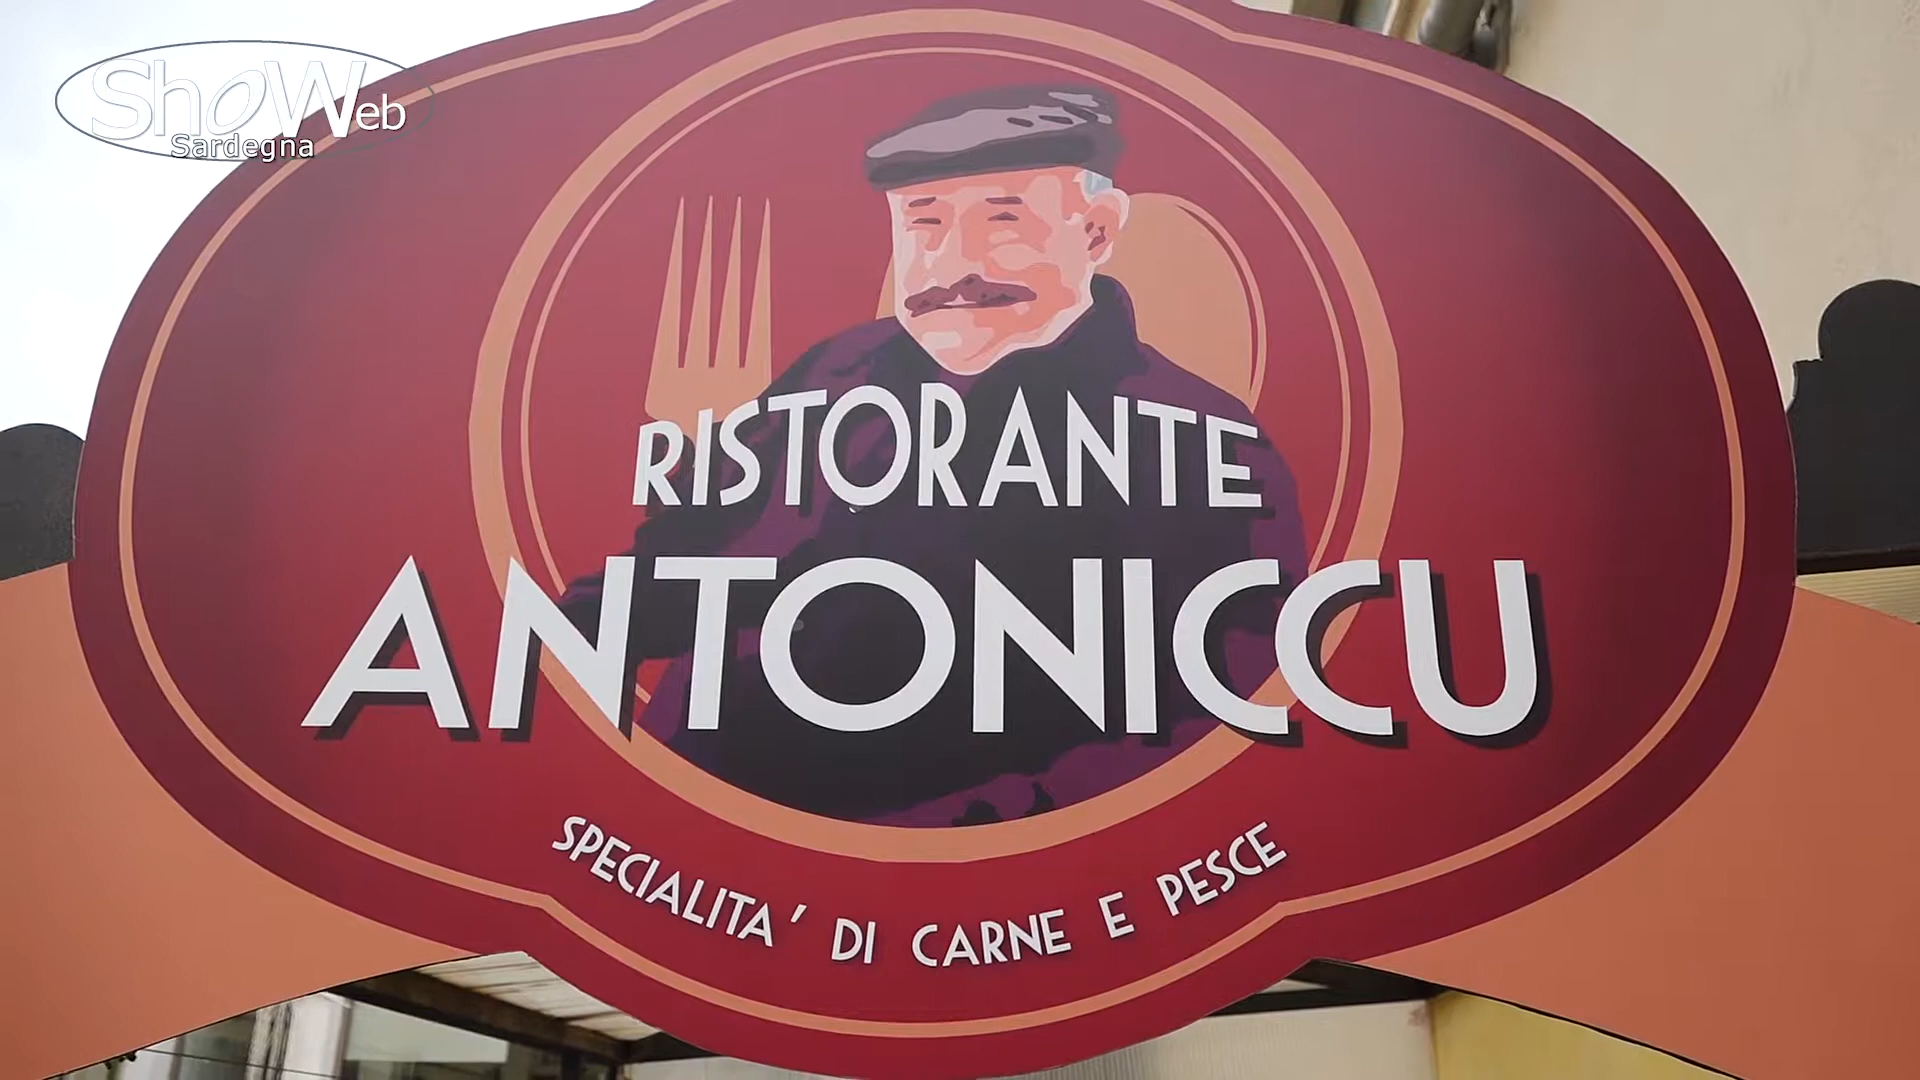 ShoWeb
Sardegna
RISTORANTE
ANTONICCU
SPECIALITA' DI CARNE E PESCE